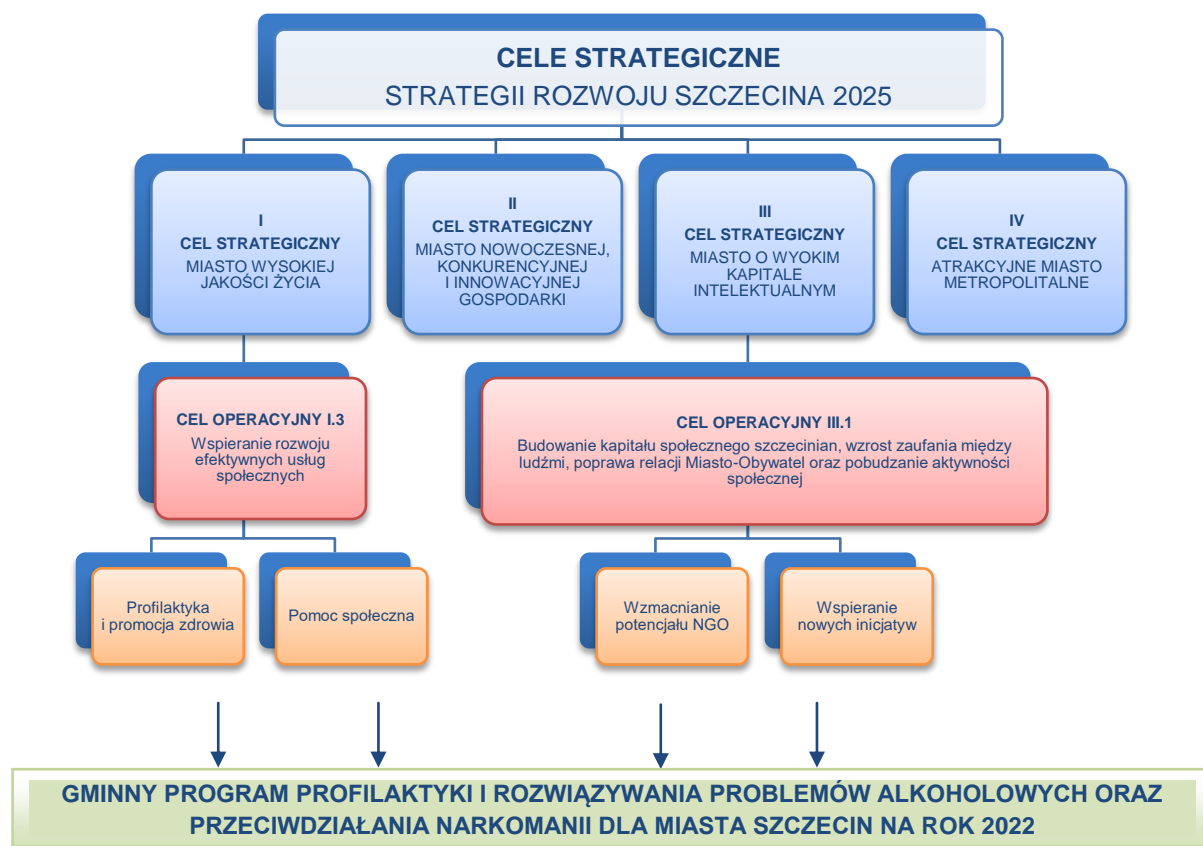 CELE STRATEGICZNE
STRATEGII ROZWOJU SZCZECINA 2025
I
CEL STRATEGICZNY
MIASTO WYSOKIEJ
JAKOŚCI ŻYCIA
II
CEL STRATEGICZNY
MIASTO NOWOCZESNEJ,
KONKURENCYJNEJ
I INNOWACYJNEJ
GOSPODARKI
III
CEL STRATEGICZNY
MIASTO O WYOKIM
KAPITALE
INTELEKTUALNYM
IV
CEL STRATEGICZNY
ATRAKCYJNE MIASTO
METROPOLITALNE
CEL OPERACYJNY I.3
Wspieranie rozwoju
efektywnych usług
społecznych
CEL OPERACYJNY III.1
Budowanie kapitału społecznego szczecinian, wzrost zaufania między
ludźmi, poprawa relacji Miasto-Obywatel oraz pobudzanie aktywności
społecznej
Profilaktyka
i promocja zdrowia
Pomoc społeczna
Wzmacnianie
potencjału NGO
Wspieranie
nowych inicjatyw
GMINNY PROGRAM PROFILAKTYKI I ROZWIĄZYWANIA PROBLEMÓW ALKOHOLOWYCH ORAZ
PRZECIWDZIAŁANIA NARKOMANII DLA MIASTA SZCZECIN NA ROK 2022